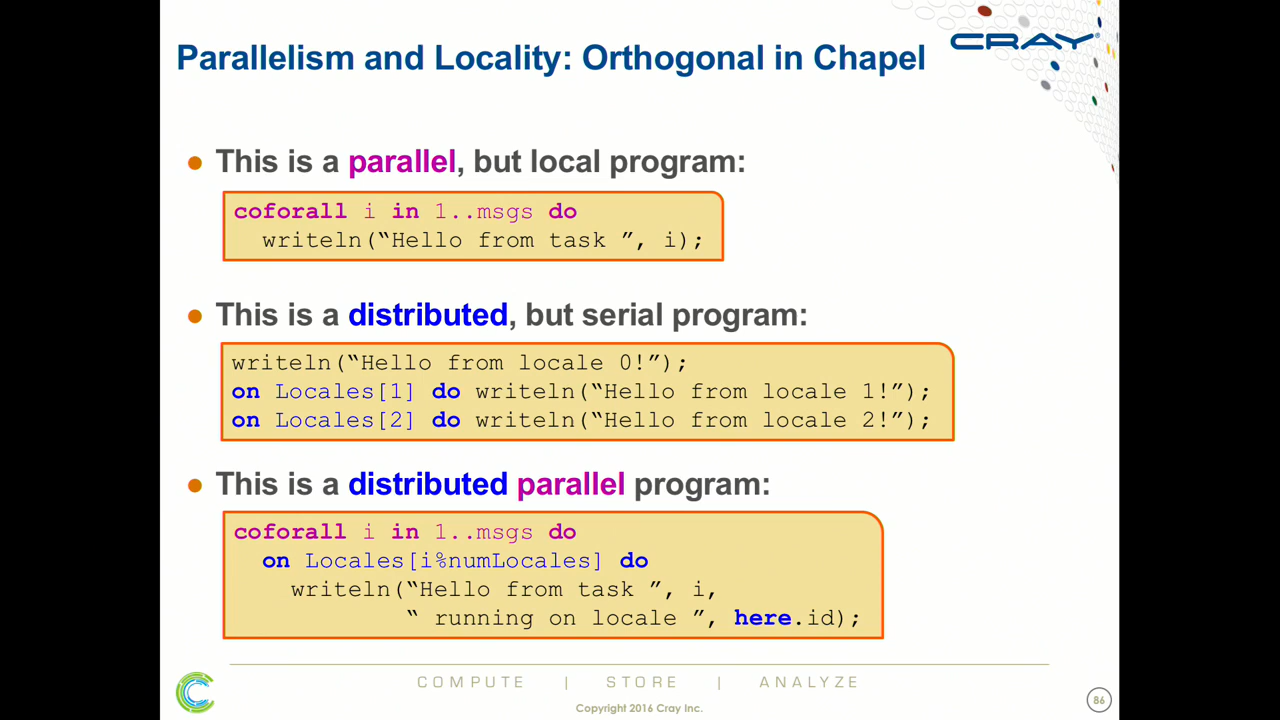 Parallelism and Locality: Orthogonal in Chapel
CRAY®
● This is a parallel, but local program:
coforall i in 1..msgs do
  writeln(“Hello from task ”, i);
● This is a distributed, but serial program:
writeln(“Hello from locale 0!”);
on Locales[1] do writeln(“Hello from locale 1!”);
on Locales[2] do writeln(“Hello from locale 2!”);
● This is a distributed parallel program:
coforall i in 1..msgs do
  on Locales[i%numLocales] do
    writeln(“Hello from task ”, i,
            “ running on locale ”, here.id);
COMPUTE | STORE | ANALYZE
Copyright 2016 Cray Inc.
86